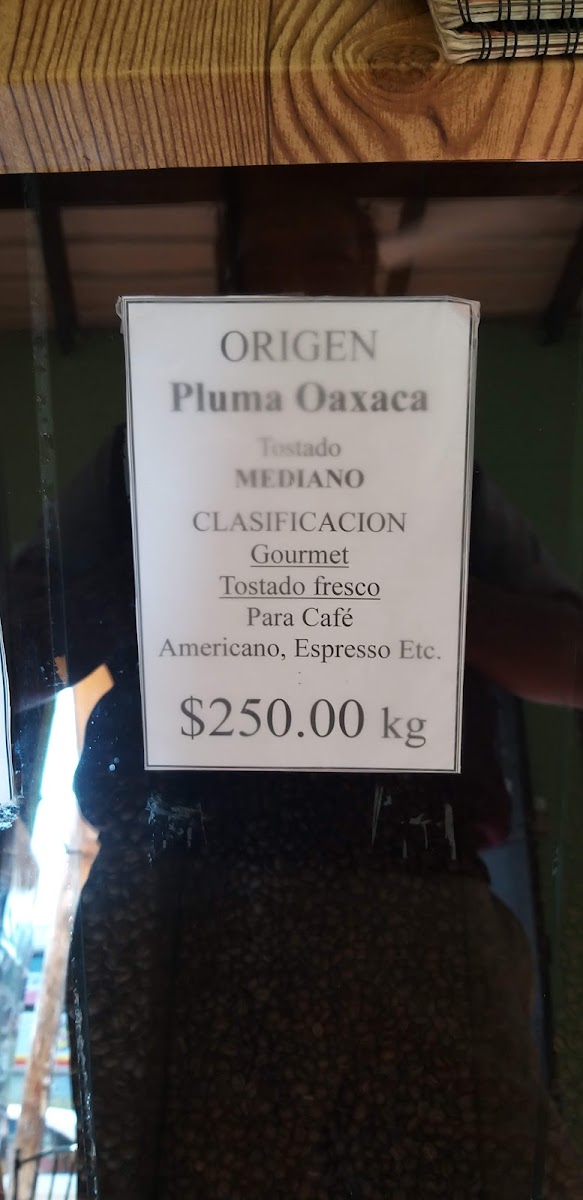 ORIGEN
Pluma Oaxaca
Tostado
MEDIANO
CLASIFICACION
Gourmet
Tostado fresco
Para Café
Americano, Espresso Etc.
$250.00 kg